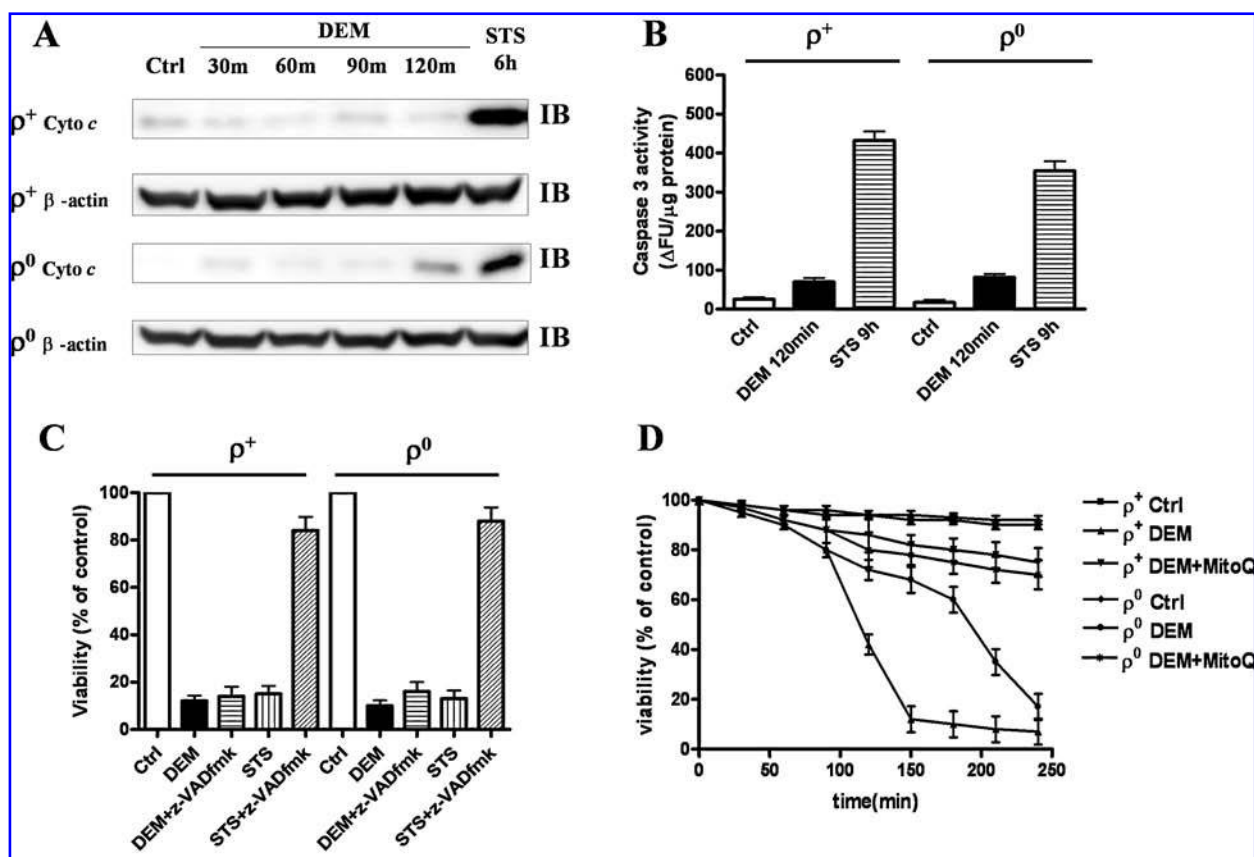 A
DEM
STS
Ctrl 30m 60m 90m 120m 6h
ρ⁺ Cyto c IB
ρ⁺ β-actin IB
ρ⁰ Cyto c IB
ρ⁰ β-actin IB
B
ρ⁺ ρ⁰
Caspase 3 activity
(ΔFU/μg protein)
600
500
400
300
200
100
0
Ctrl
DEM 120min
STS 9h
Ctrl
DEM 120min
STS 9h
C
ρ⁺ ρ⁰
Viability (% of control)
100
80
60
40
20
0
Ctrl
DEM
DEM+z-VADfmk
STS
STS+z-VADfmk
Ctrl
DEM
DEM+z-VADfmk
STS
STS+z-VADfmk
D
viability (% of control)
100
80
60
40
20
0
0 50 100 150 200 250
time(min)
ρ⁺ Ctrl
ρ⁺ DEM
ρ⁺ DEM+MitoQ
ρ⁰ Ctrl
ρ⁰ DEM
ρ⁰ DEM+MitoQ